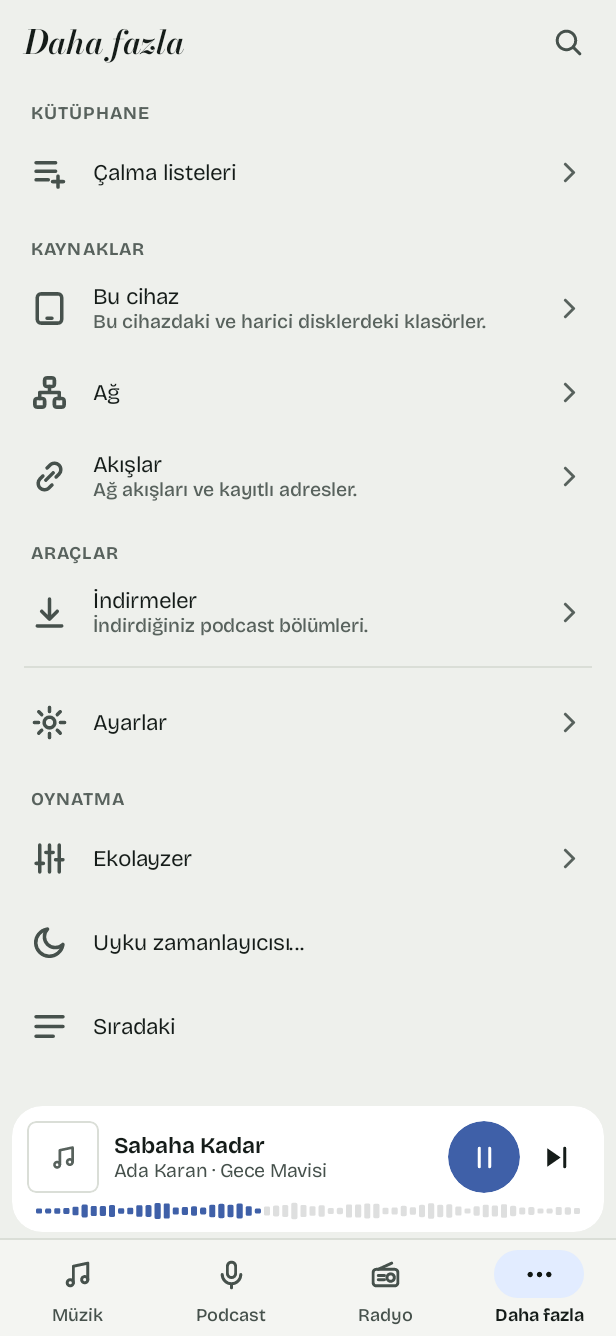 Daha fazla
KÜTÜPHANE
Çalma listeleri
KAYNAKLAR
Bu cihaz
Bu cihazdaki ve harici disklerdeki klasörler.
Ağ
Akışlar
Ağ akışları ve kayıtlı adresler.
ARAÇLAR
İndirmeler
İndirdiğiniz podcast bölümleri.
Ayarlar
OYNATMA
Ekolayzer
Uyku zamanlayıcısı...
Sıradaki
Sabaha Kadar
Ada Karan · Gece Mavisi
Müzik
Podcast
Radyo
Daha fazla